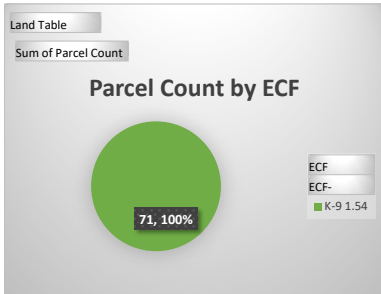 Land Table
Sum of Parcel Count
Parcel Count by ECF
71, 100%
ECF
ECF-
K-9 1.54